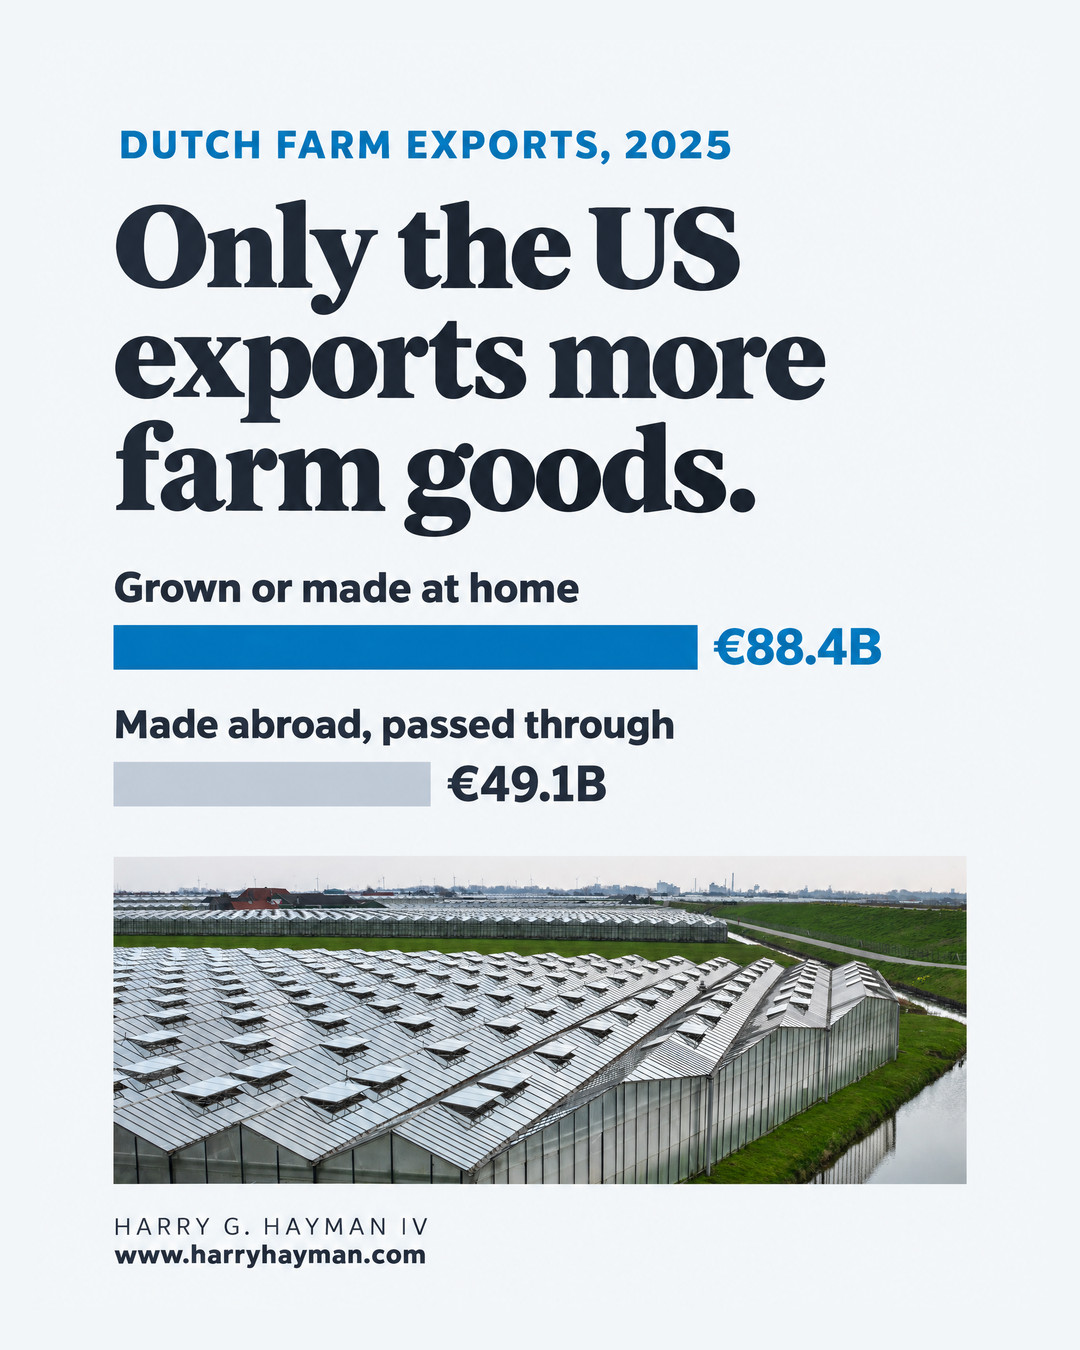 DUTCH FARM EXPORTS, 2025
Only the US
exports more
farm goods.
Grown or made at home
€88.4B
Made abroad, passed through
€49.1B
HARRY G. HAYMAN IV
www.harryhayman.com